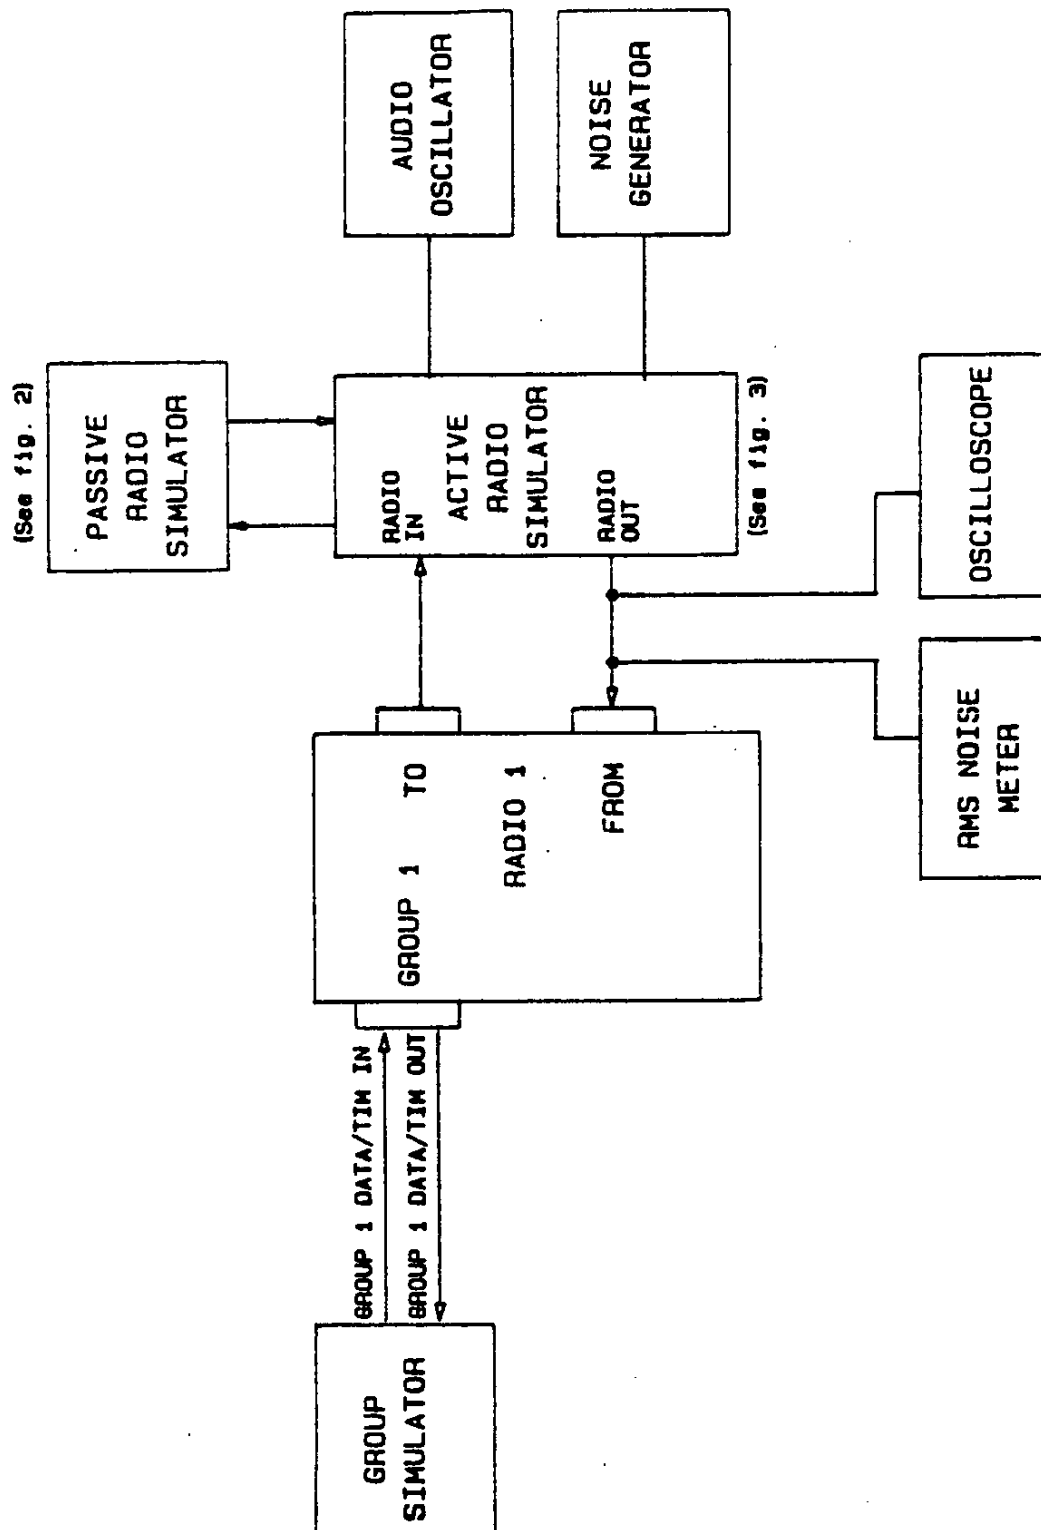 GROUP
SIMULATOR
GROUP 1 DATA/TIM IN
GROUP 1 DATA/TIM OUT
GROUP 1
TO
RADIO 1
FROM
(See fig. 2)
PASSIVE
RADIO
SIMULATOR
RADIO
IN
ACTIVE
RADIO
SIMULATOR
RADIO
OUT
(See fig. 3)
AUDIO
OSCILLATOR
NOISE
GENERATOR
RMS NOISE
METER
OSCILLOSCOPE